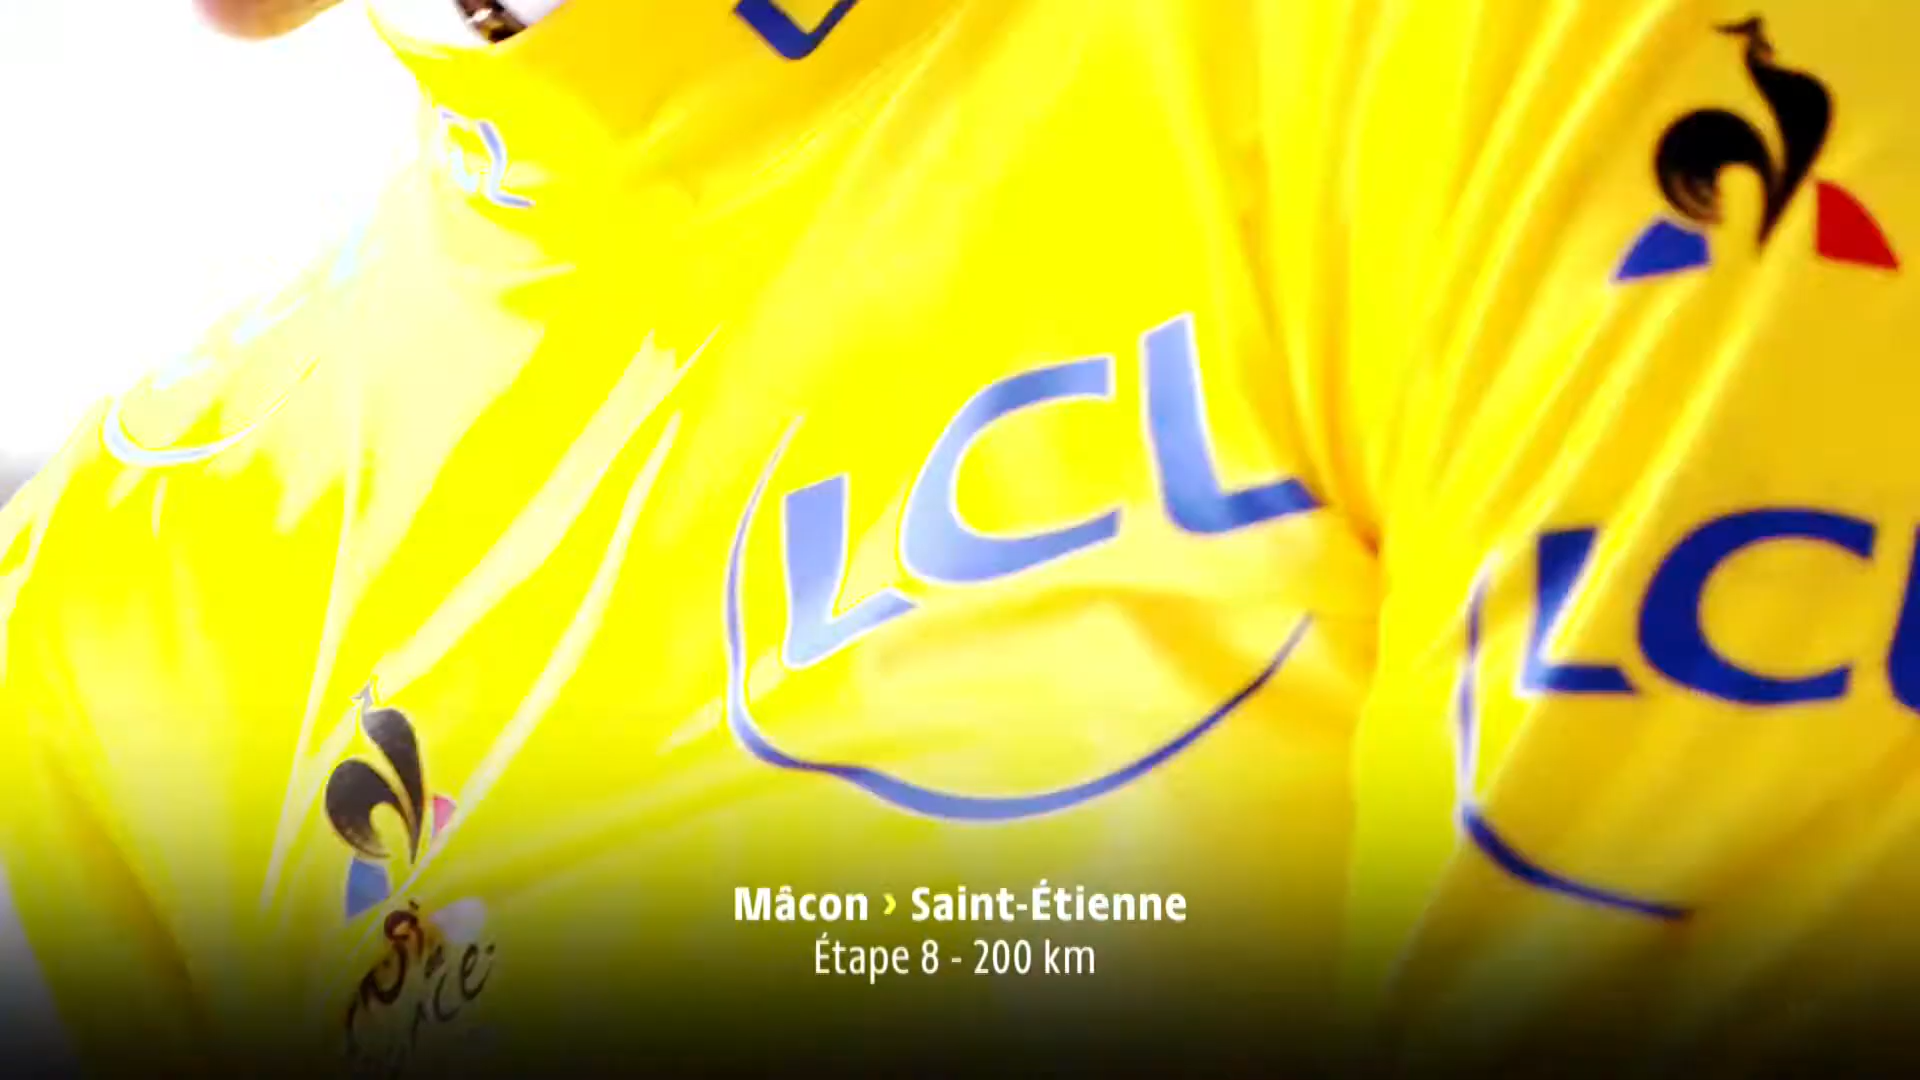 LCL
LCL
Mâcon › Saint-Étienne
Étape 8 - 200 km